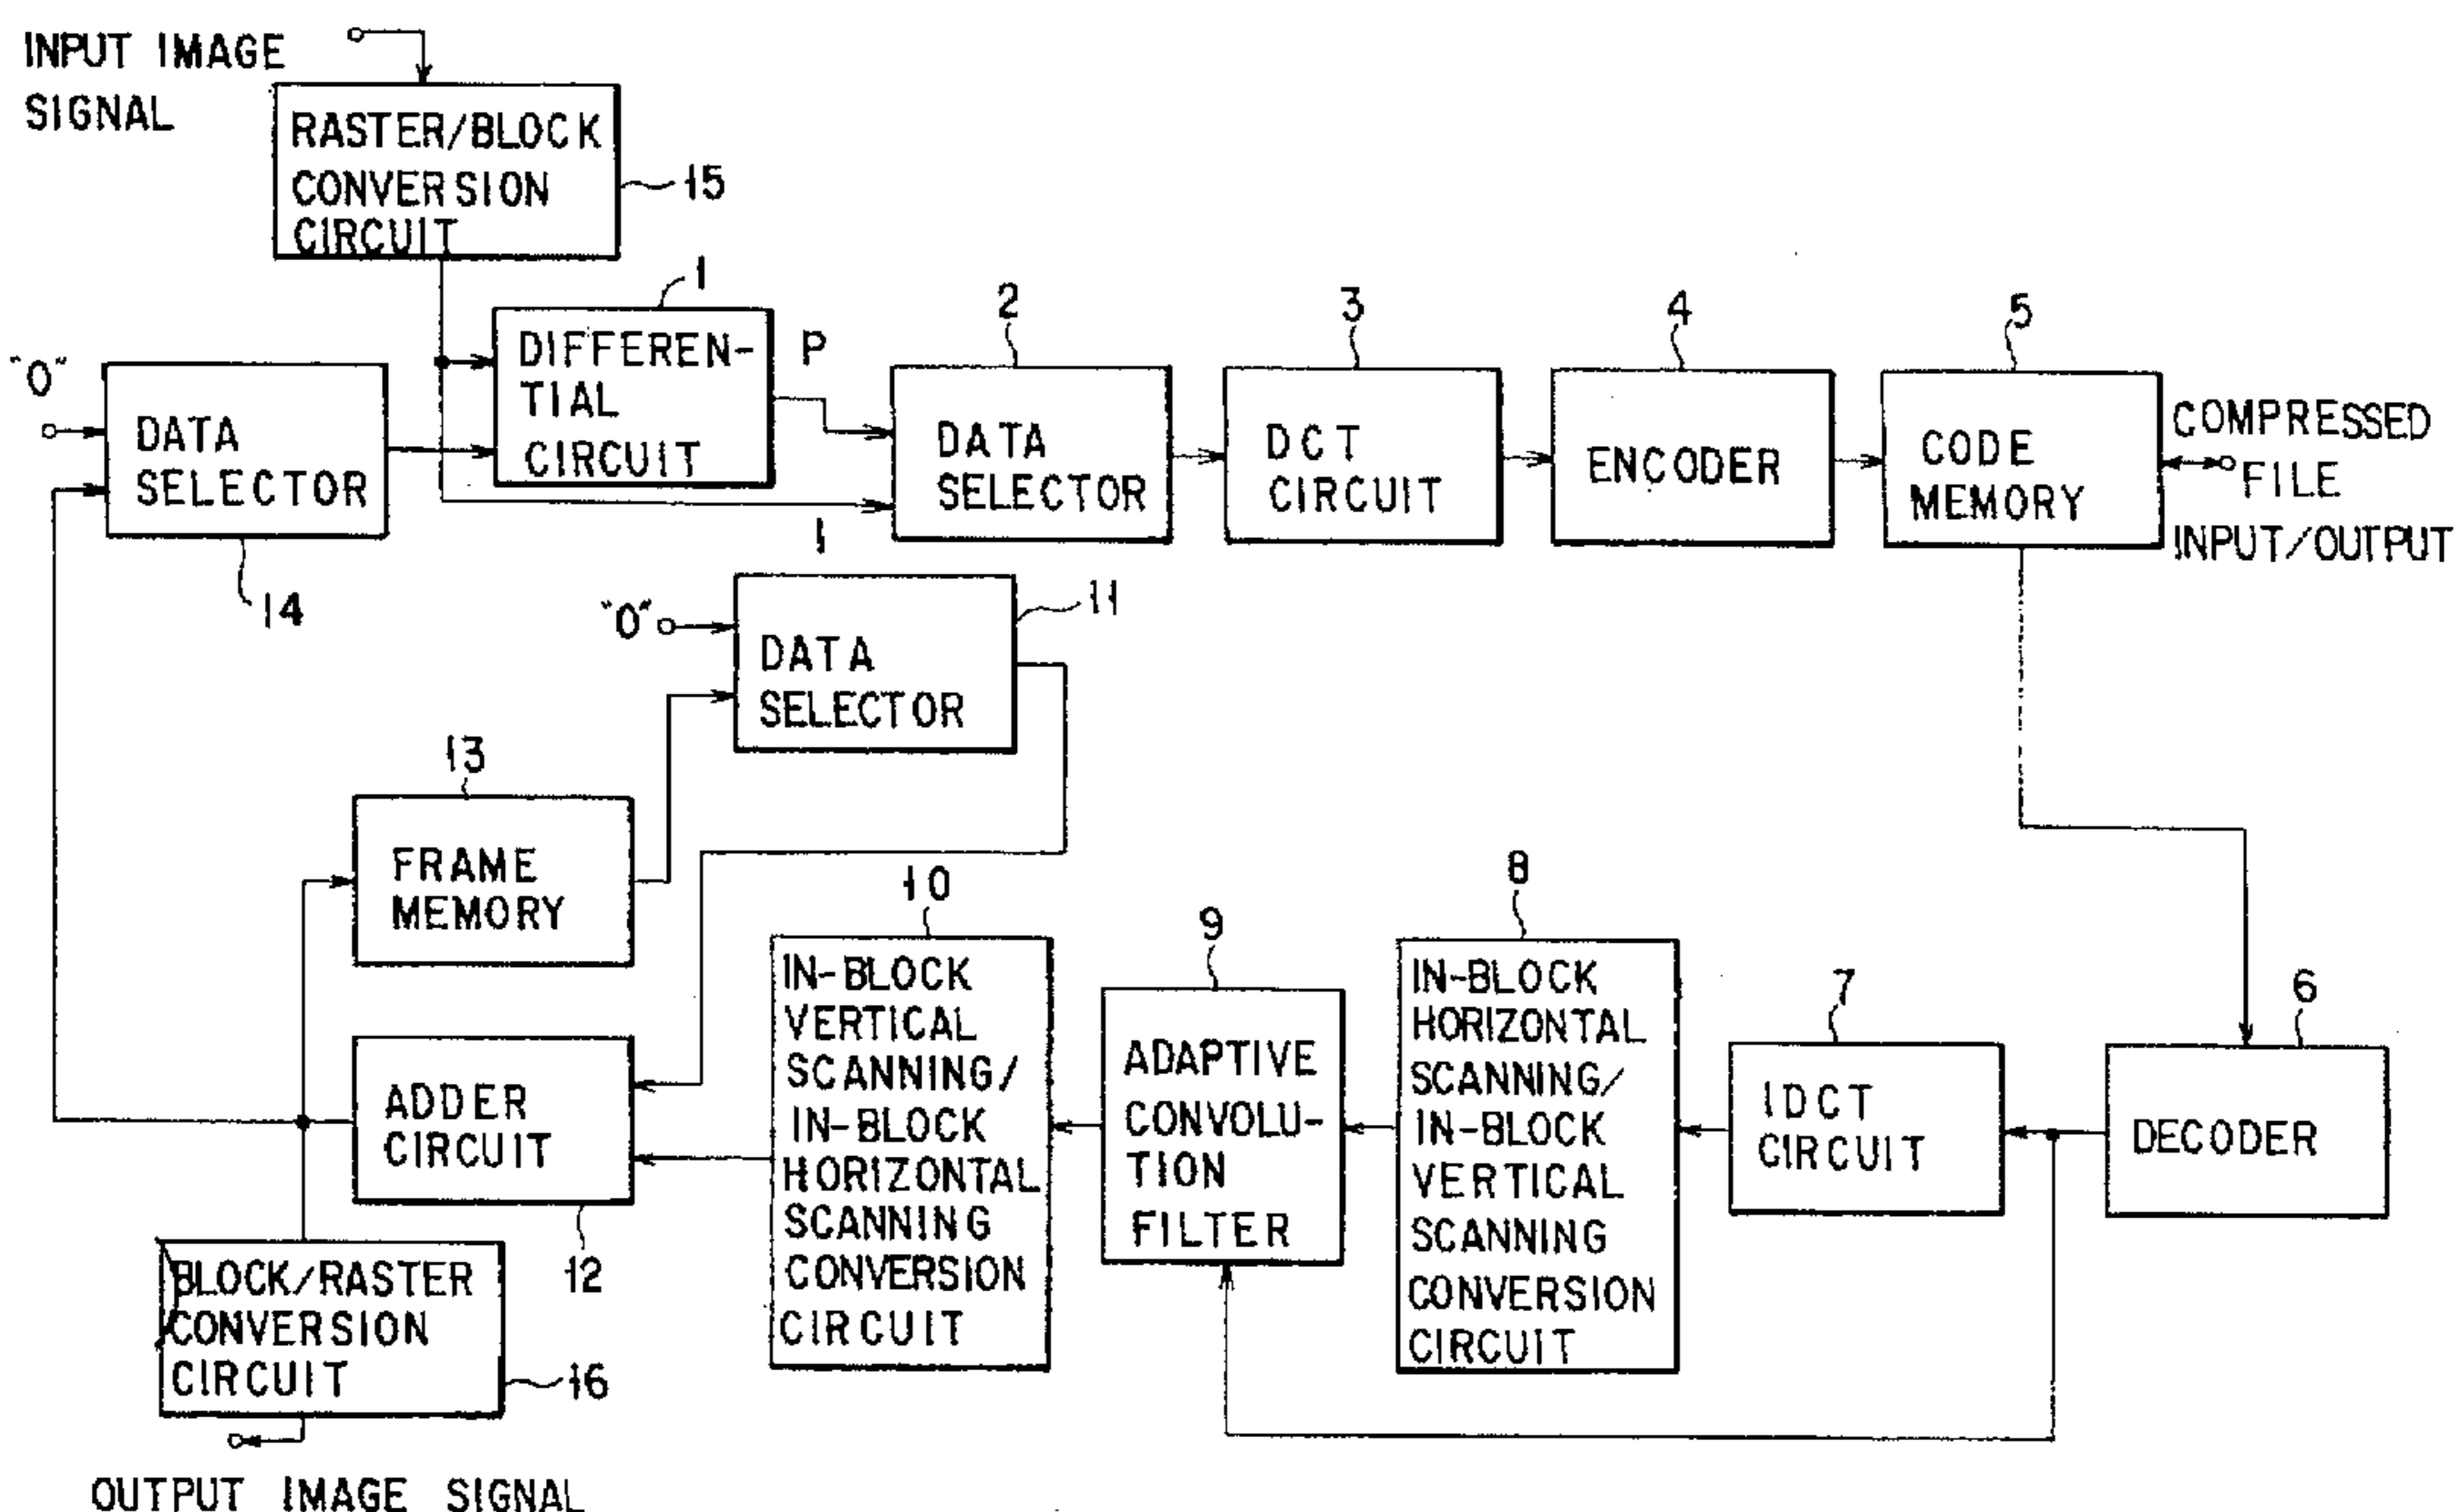 INPUT IMAGE
SIGNAL
RASTER/BLOCK
CONVERSION
CIRCUIT
15
1
DIFFEREN-
TIAL
CIRCUIT
P
I
"0"
DATA
SELECTOR
14
2
DATA
SELECTOR
3
DCT
CIRCUIT
4
ENCODER
5
CODE
MEMORY
COMPRESSED
FILE
INPUT/OUTPUT
"0"
DATA
SELECTOR
11
13
FRAME
MEMORY
10
IN-BLOCK
VERTICAL
SCANNING/
IN-BLOCK
HORIZONTAL
SCANNING
CONVERSION
CIRCUIT
9
ADAPTIVE
CONVOLU-
TION
FILTER
8
IN-BLOCK
HORIZONTAL
SCANNING/
IN-BLOCK
VERTICAL
SCANNING
CONVERSION
CIRCUIT
7
IDCT
CIRCUIT
6
DECODER
ADDER
CIRCUIT
12
BLOCK/RASTER
CONVERSION
CIRCUIT
16
OUTPUT IMAGE SIGNAL